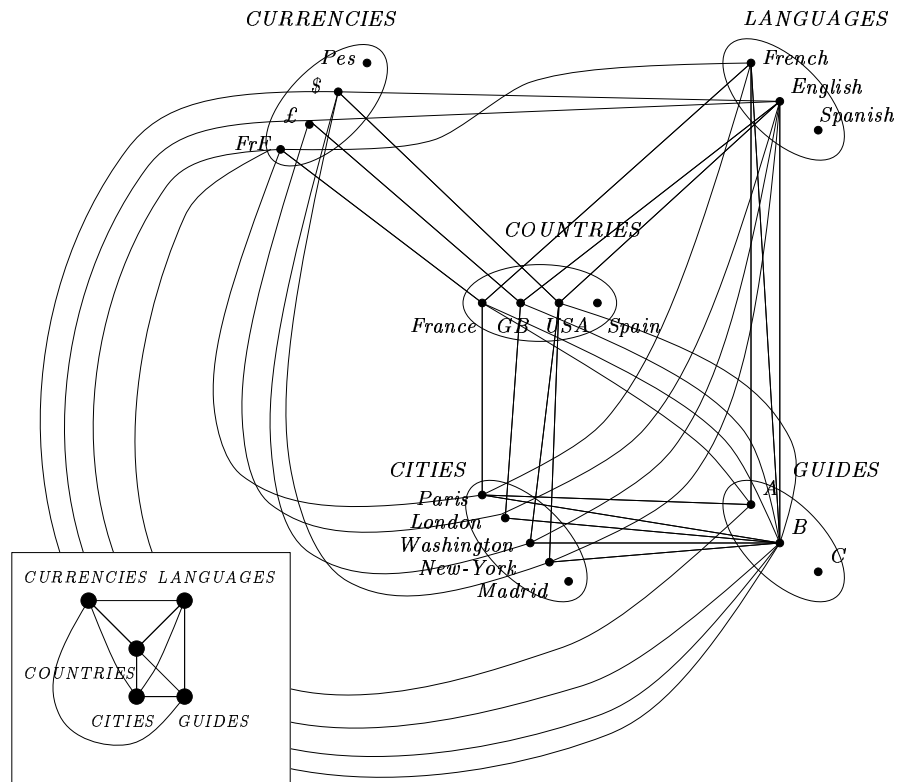 CURRENCIES
LANGUAGES
Pes
French
$
English
£
Spanish
FrF
COUNTRIES
France GB USA Spain
CITIES
GUIDES
Paris
A
London
B
Washington
C
New-York
Madrid
CURRENCIES LANGUAGES
COUNTRIES
CITIES GUIDES